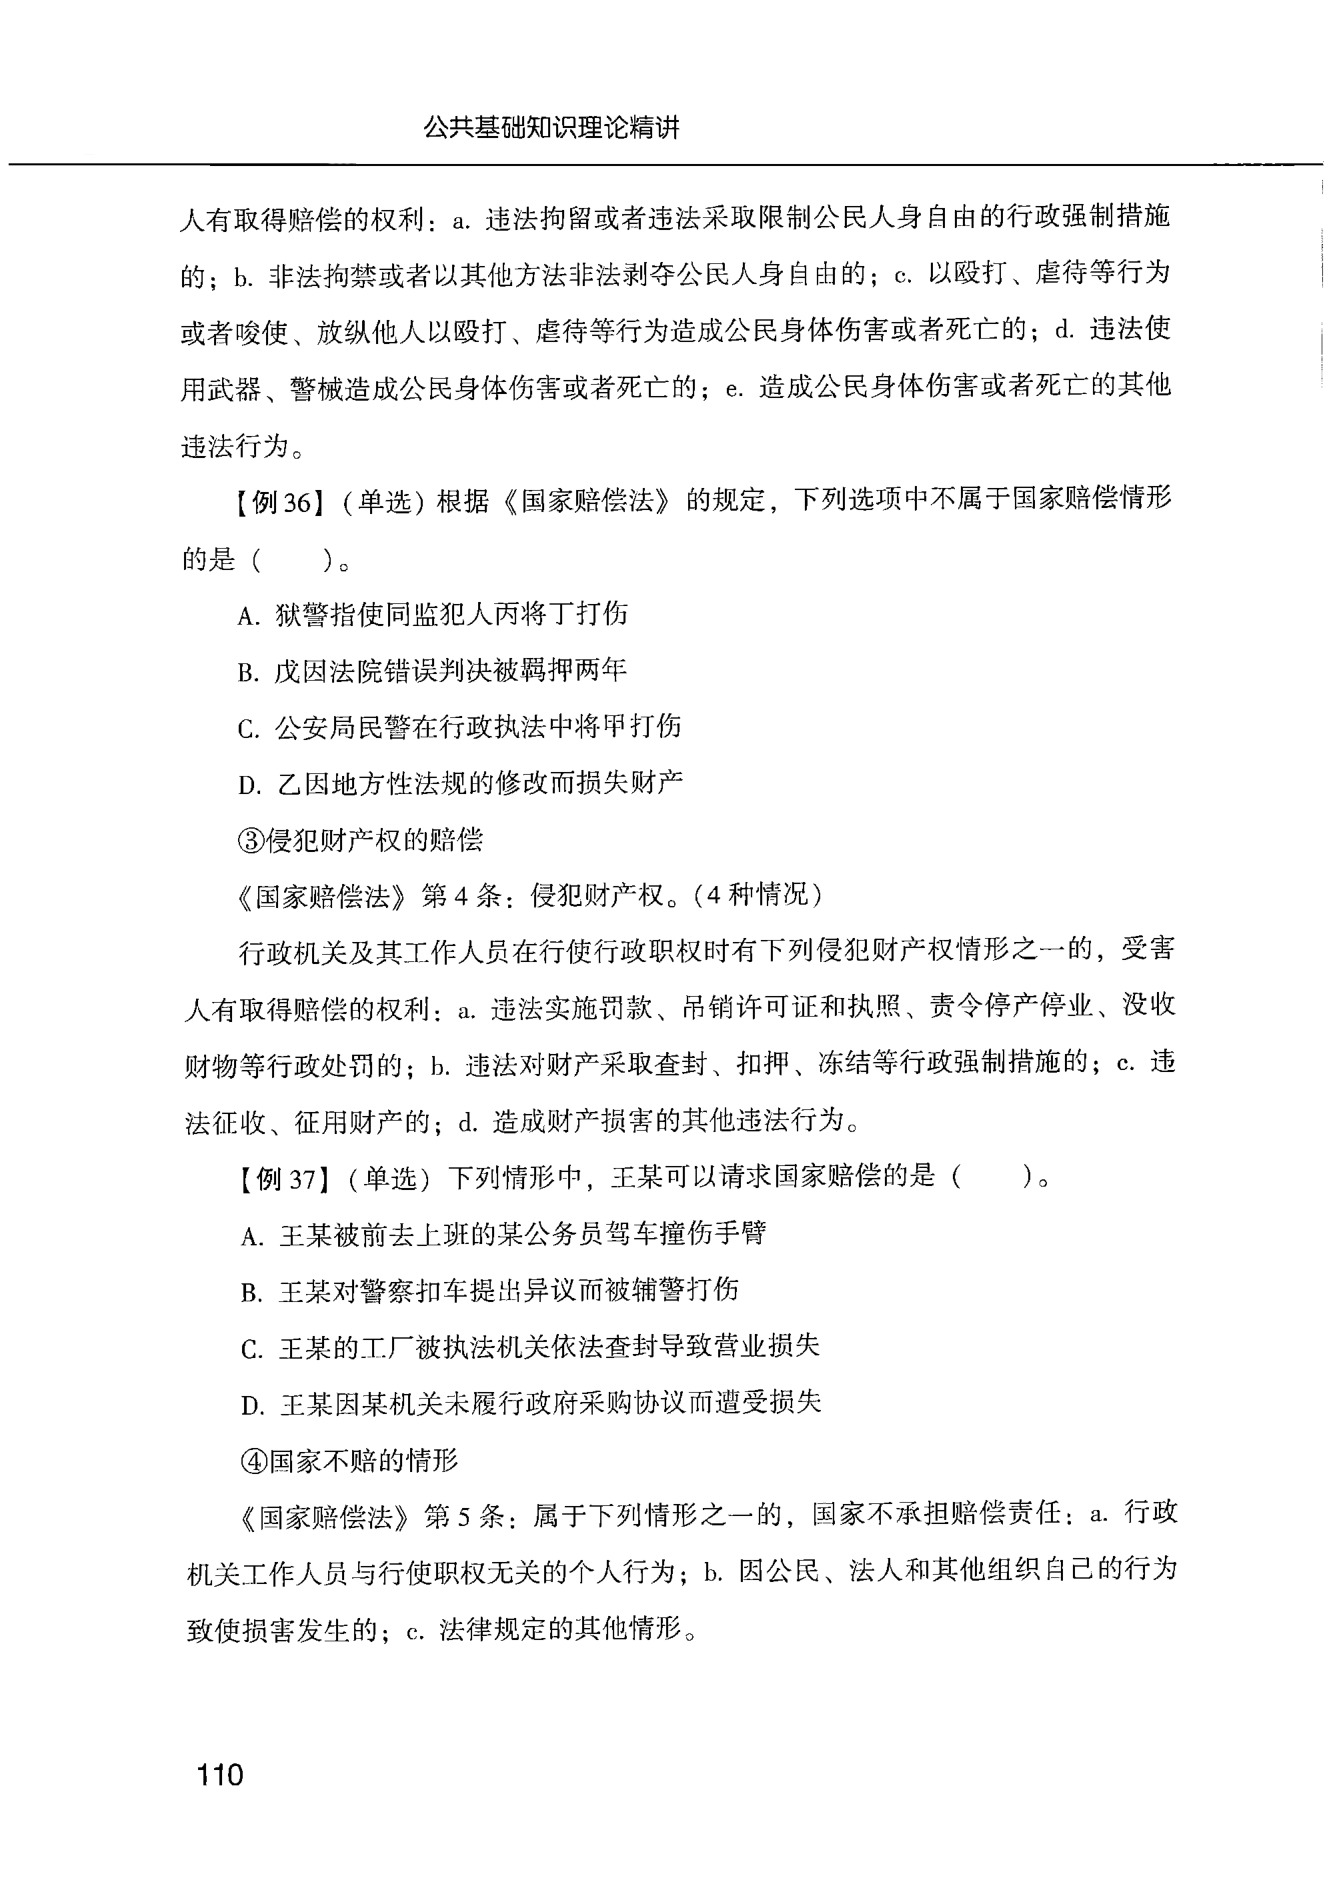 公共基础知识理论精讲
人有取得赔偿的权利：a. 违法拘留或者违法采取限制公民人身自由的行政强制措施
的；b. 非法拘禁或者以其他方法非法剥夺公民人身自由的；c. 以殴打、虐待等行为
或者唆使、放纵他人以殴打、虐待等行为造成公民身体伤害或者死亡的；d. 违法使
用武器、警械造成公民身体伤害或者死亡的；e. 造成公民身体伤害或者死亡的其他
违法行为。
【例 36】（单选）根据《国家赔偿法》的规定，下列选项中不属于国家赔偿情形
的是（　　）。
A. 狱警指使同监犯人丙将丁打伤
B. 戊因法院错误判决被羁押两年
C. 公安局民警在行政执法中将甲打伤
D. 乙因地方性法规的修改而损失财产
③侵犯财产权的赔偿
《国家赔偿法》第 4 条：侵犯财产权。（4 种情况）
行政机关及其工作人员在行使行政职权时有下列侵犯财产权情形之一的，受害
人有取得赔偿的权利：a. 违法实施罚款、吊销许可证和执照、责令停产停业、没收
财物等行政处罚的；b. 违法对财产采取查封、扣押、冻结等行政强制措施的；c. 违
法征收、征用财产的；d. 造成财产损害的其他违法行为。
【例 37】（单选）下列情形中，王某可以请求国家赔偿的是（　　）。
A. 王某被前去上班的某公务员驾车撞伤手臂
B. 王某对警察扣车提出异议而被辅警打伤
C. 王某的工厂被执法机关依法查封导致营业损失
D. 王某因某机关未履行政府采购协议而遭受损失
④国家不赔的情形
《国家赔偿法》第 5 条：属于下列情形之一的，国家不承担赔偿责任：a. 行政
机关工作人员与行使职权无关的个人行为；b. 因公民、法人和其他组织自己的行为
致使损害发生的；c. 法律规定的其他情形。
110